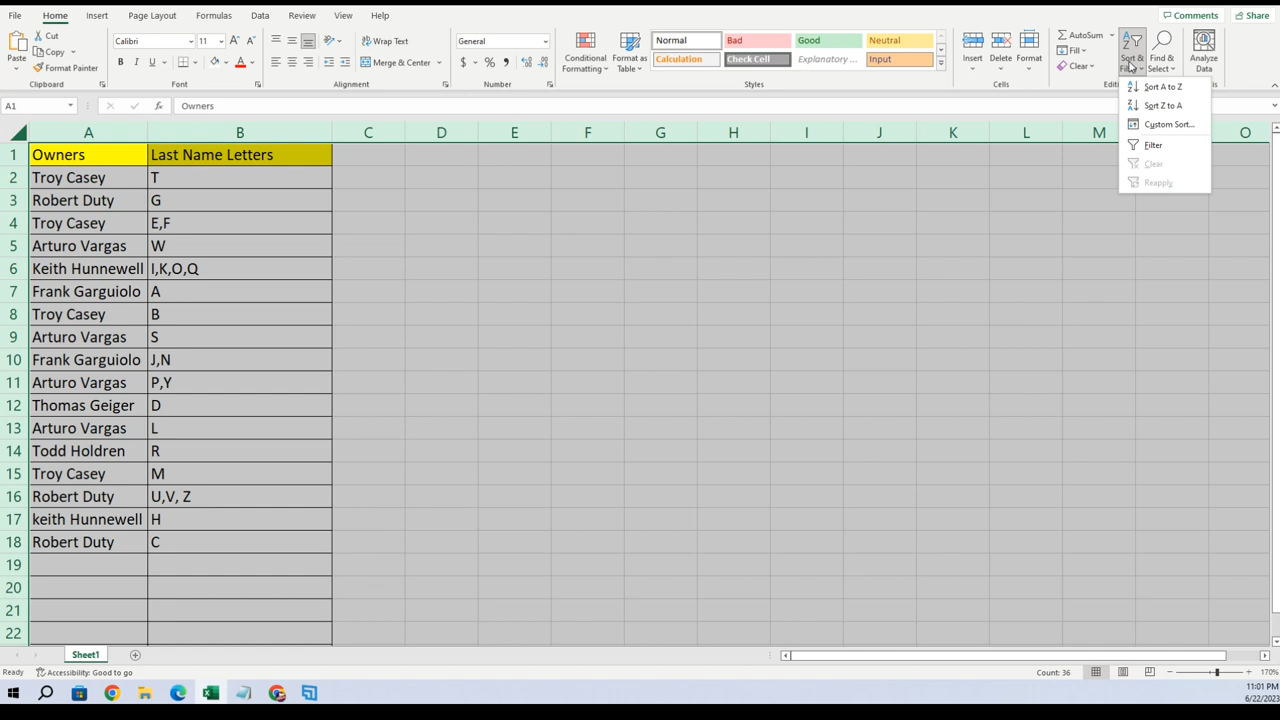 File Home Insert Page Layout Formulas Data Review View Help Comments Share
Paste Cut Copy Format Painter Clipboard
Calibri 11 A A B I U A Font
ab Wrap Text Merge & Center Alignment
General $ % , Number
Conditional Formatting Format as Table
Normal Bad Good Neutral
Calculation Check Cell Explanatory ... Input
Styles
Insert Delete Format Cells
AutoSum Fill Clear
Sort & Find & Select
Analyze Data
Sort A to Z
Sort Z to A
Custom Sort...
Filter
Clear
Reapply
A1 fx Owners
A B C D E F G H I J K L M O
1 Owners Last Name Letters
2 Troy Casey T
3 Robert Duty G
4 Troy Casey E,F
5 Arturo Vargas W
6 Keith Hunnewell I,K,O,Q
7 Frank Garguiolo A
8 Troy Casey B
9 Arturo Vargas S
10 Frank Garguiolo J,N
11 Arturo Vargas P,Y
12 Thomas Geiger D
13 Arturo Vargas L
14 Todd Holdren R
15 Troy Casey M
16 Robert Duty U,V, Z
17 keith Hunnewell H
18 Robert Duty C
19
20
21
22
Sheet1
Ready Accessibility: Good to go Count: 36 170%
11:01 PM
6/22/2023